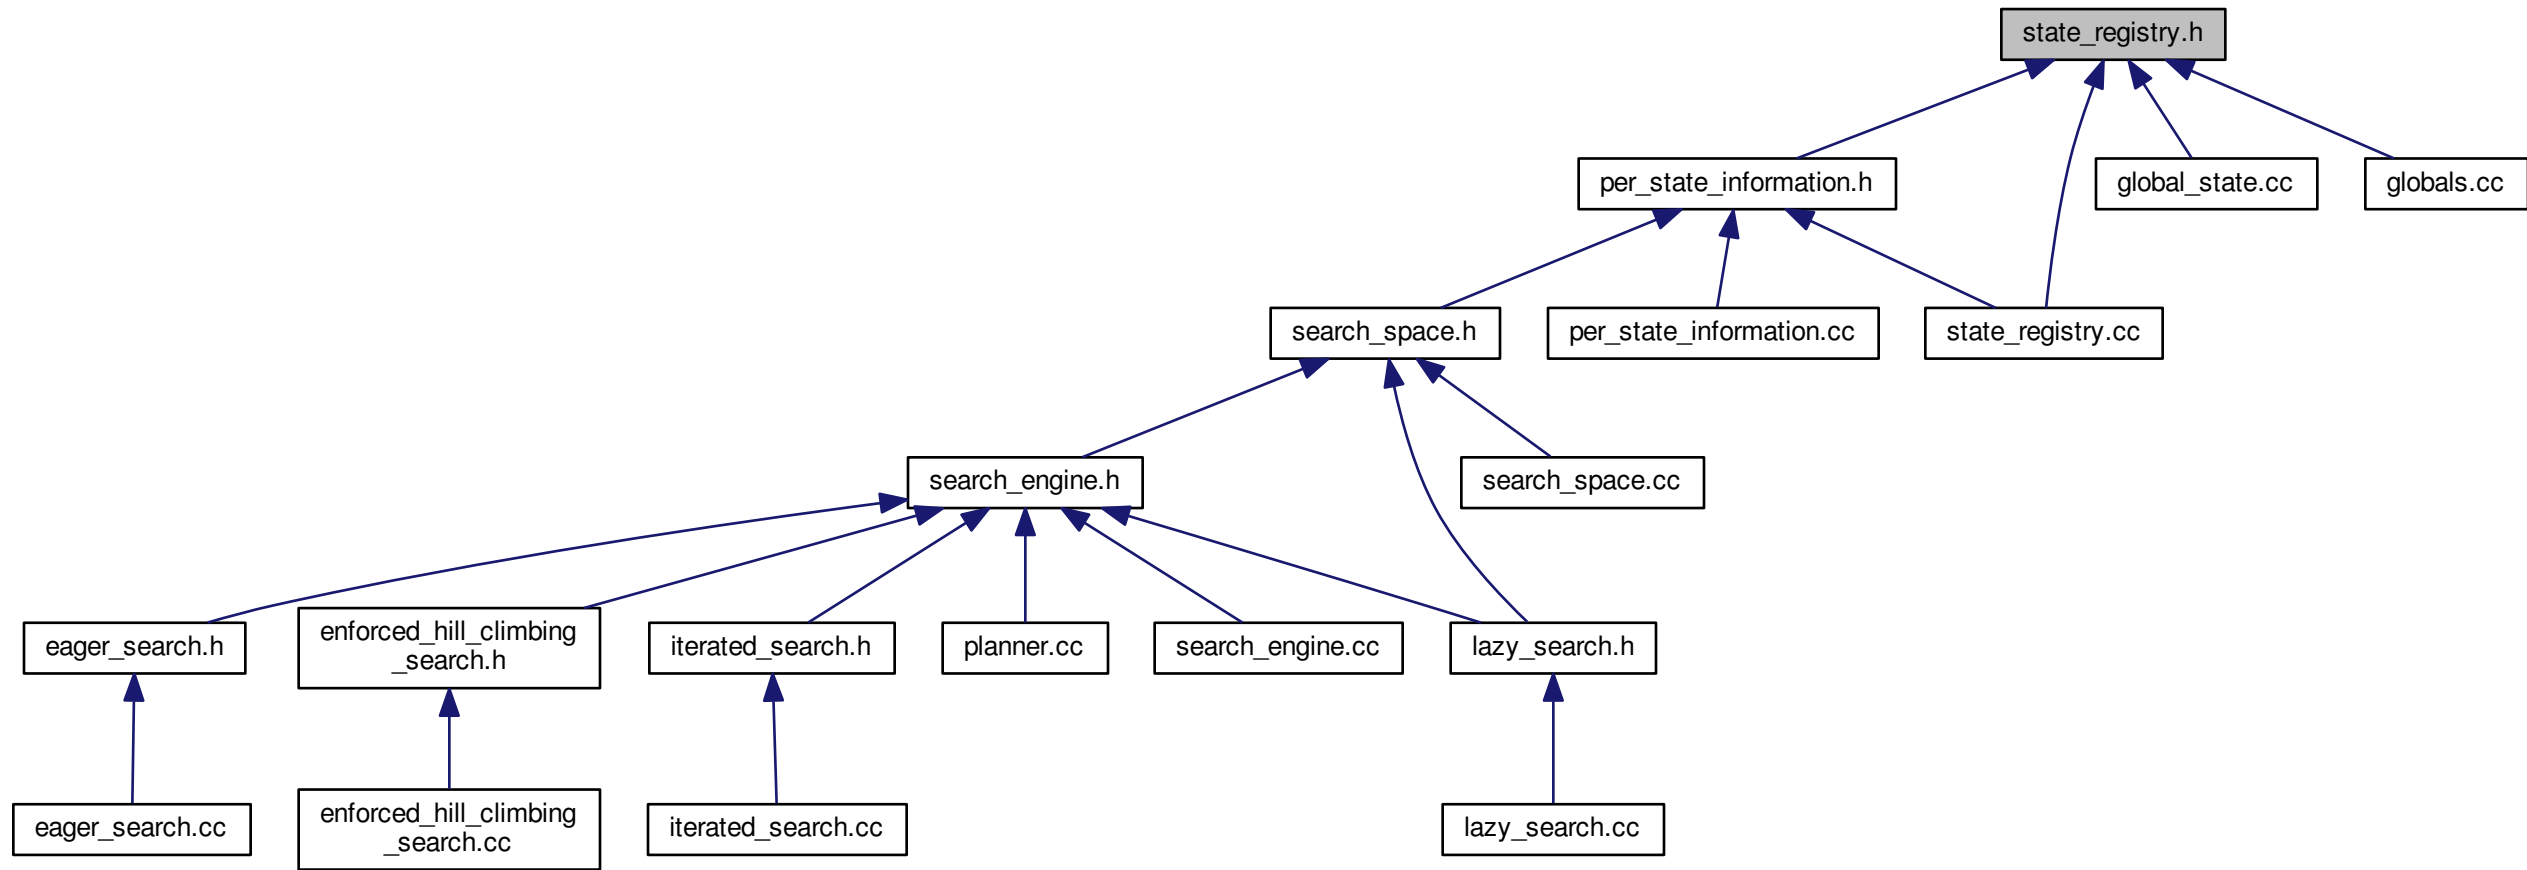 state_registry.h
per_state_information.h
global_state.cc
globals.cc
search_space.h
per_state_information.cc
state_registry.cc
search_engine.h
search_space.cc
eager_search.h
enforced_hill_climbing
_search.h
iterated_search.h
planner.cc
search_engine.cc
lazy_search.h
eager_search.cc
enforced_hill_climbing
_search.cc
iterated_search.cc
lazy_search.cc